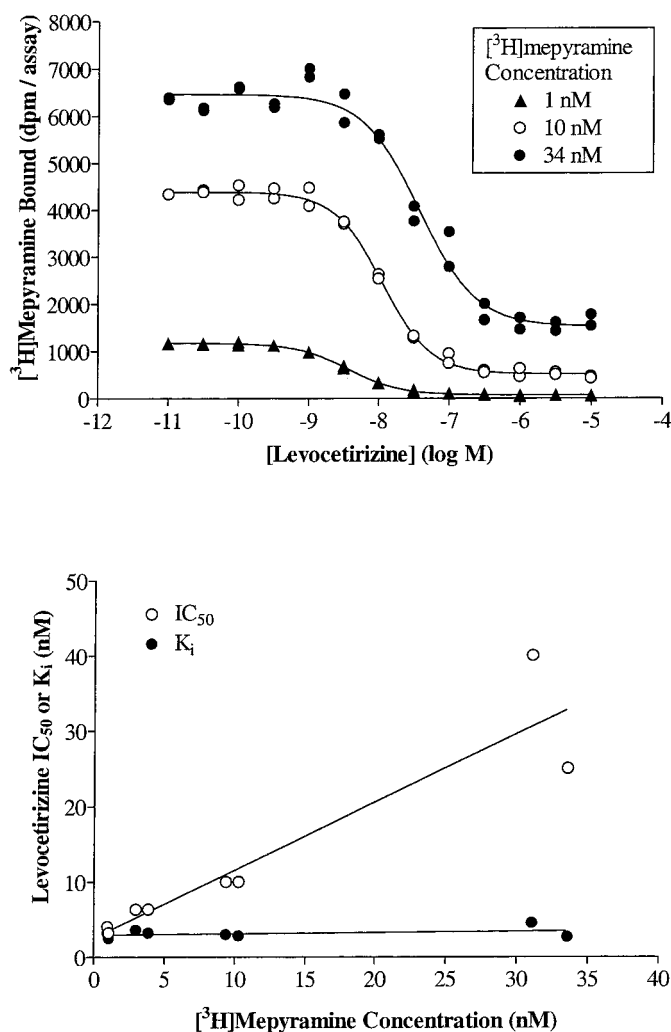 [³H]Mepyramine Bound (dpm / assay)
8000
7000
6000
5000
4000
3000
2000
1000
0
[³H]mepyramine
Concentration
▲ 1 nM
○ 10 nM
● 34 nM
-12 -11 -10 -9 -8 -7 -6 -5 -4
[Levocetirizine] (log M)
Levocetirizine IC₅₀ or Kᵢ (nM)
50
40
30
20
10
0
○ IC₅₀
● Kᵢ
0 5 10 15 20 25 30 35 40
[³H]Mepyramine Concentration (nM)